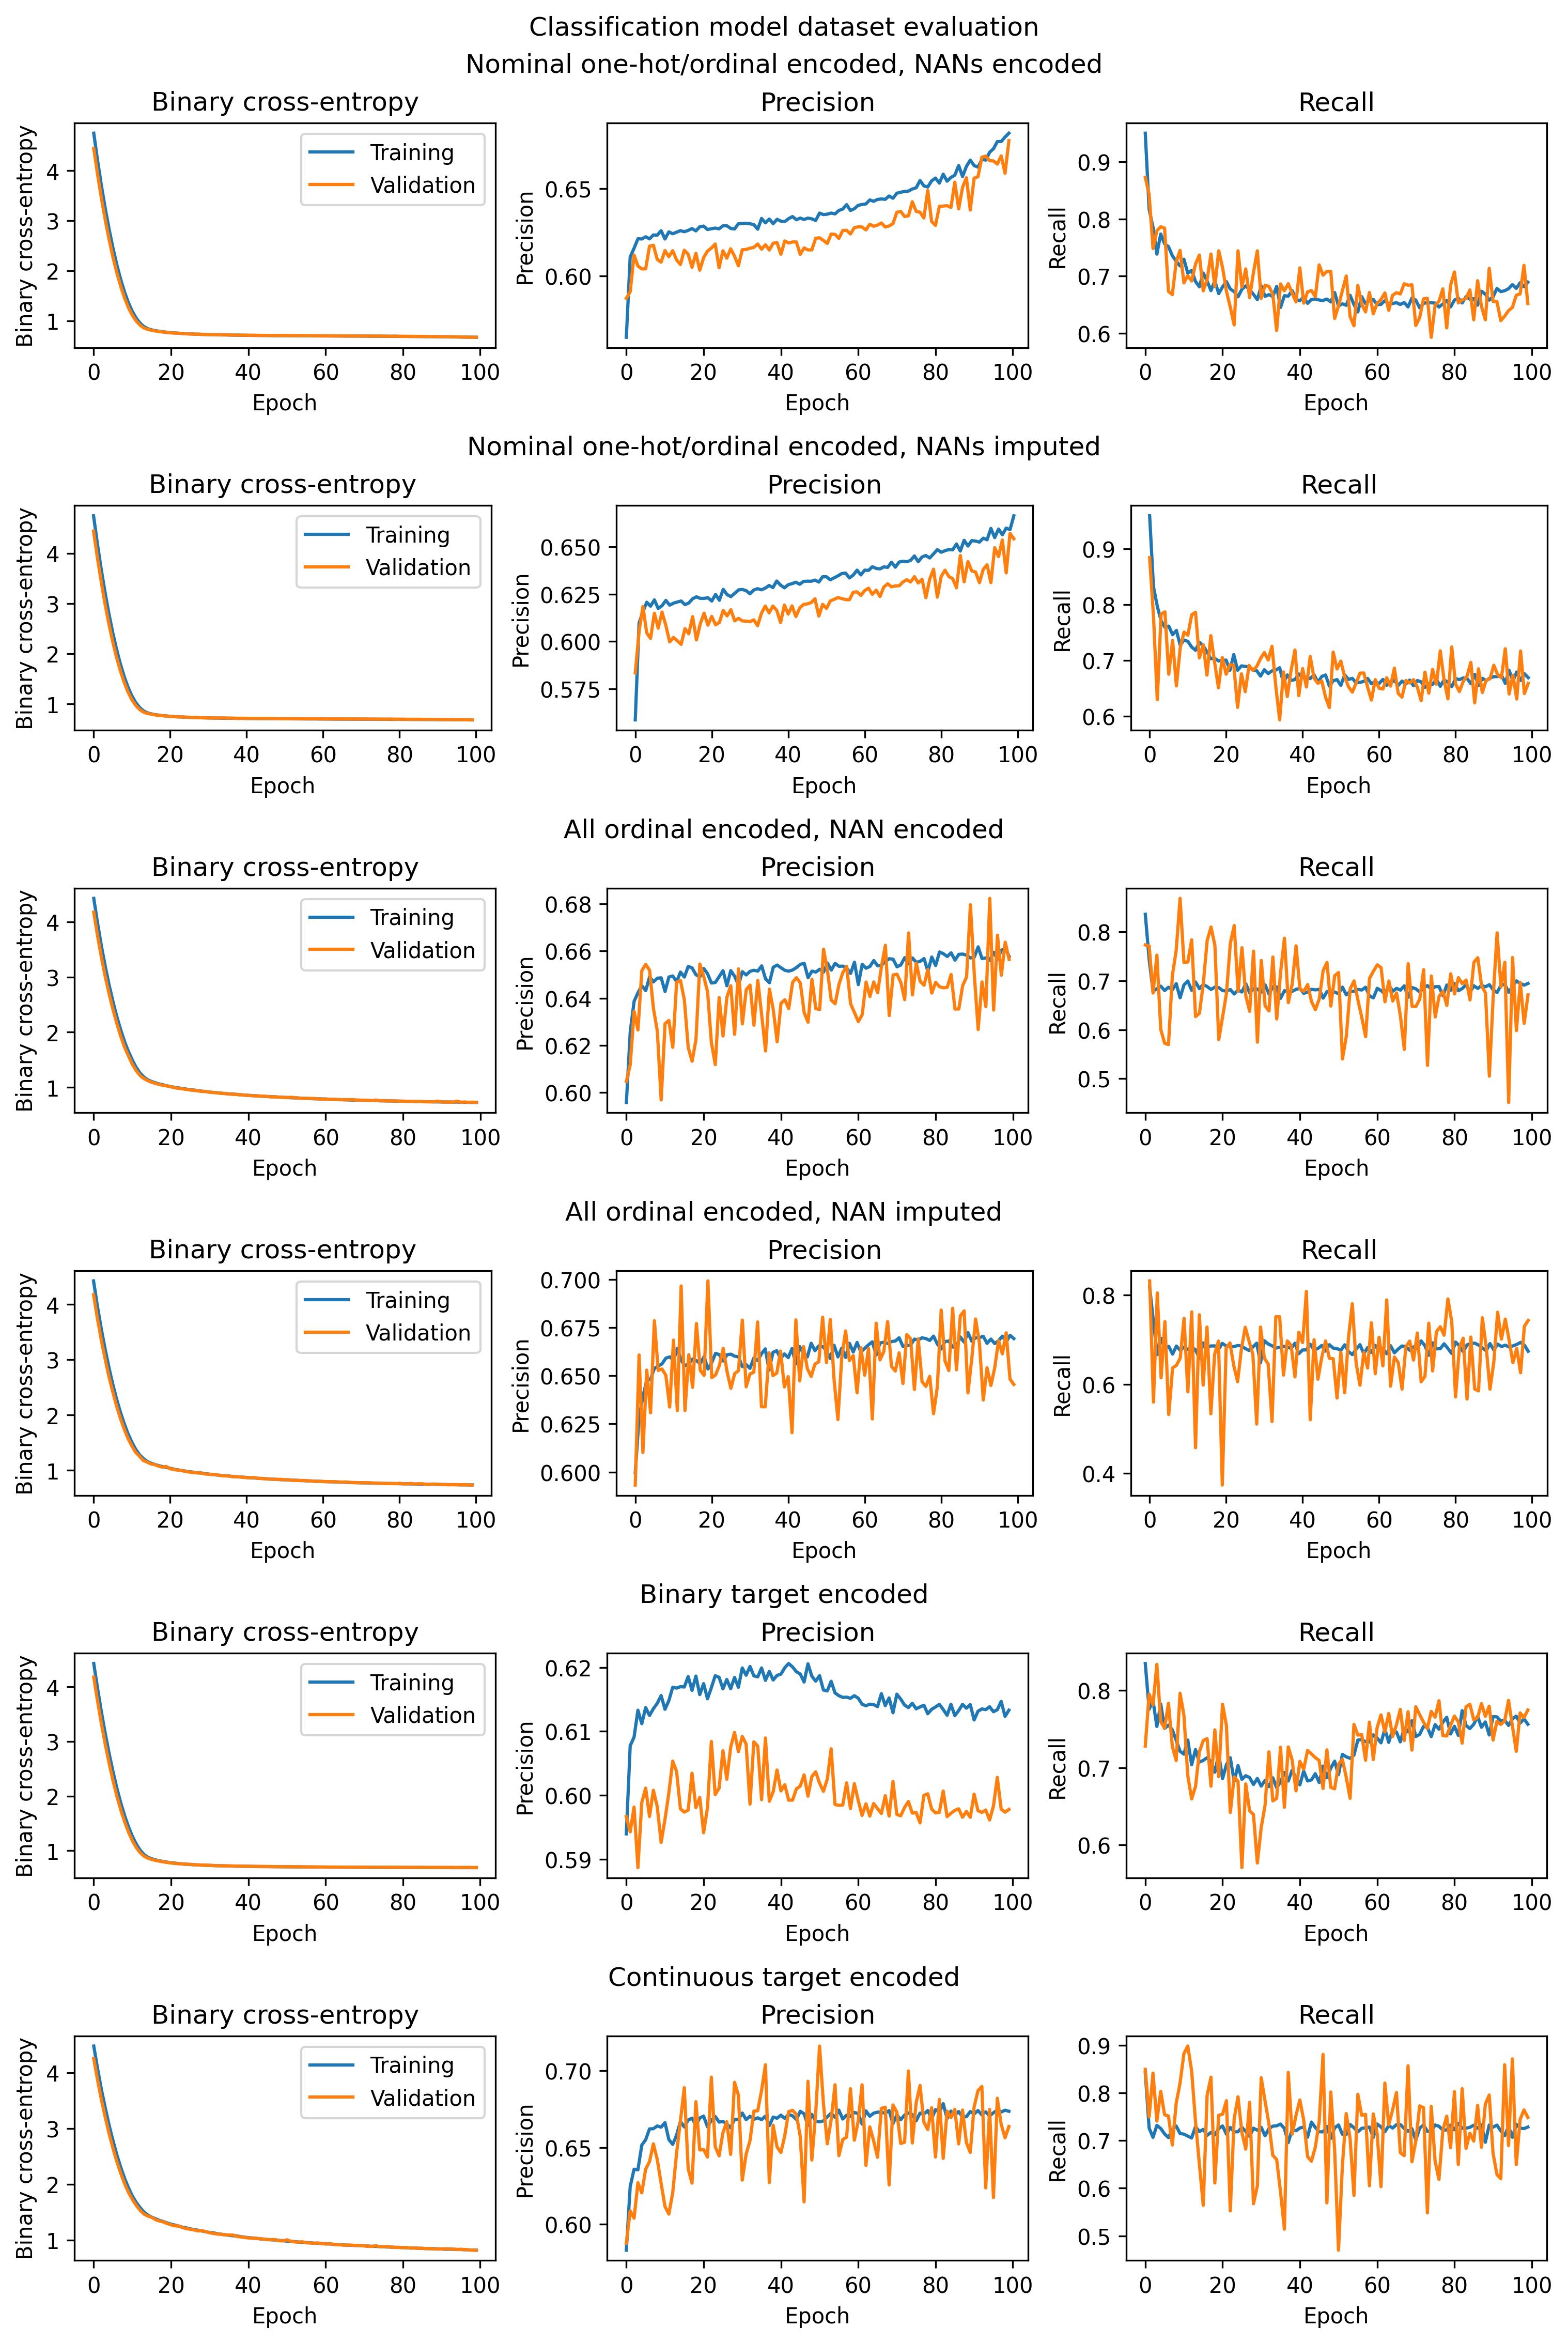 Classification model dataset evaluation
Nominal one-hot/ordinal encoded, NANs encoded
Binary cross-entropy Precision Recall
Binary cross-entropy
4
3
2
1
Training
Validation
0 20 40 60 80 100
Epoch
Precision
0.65
0.60
0 20 40 60 80 100
Epoch
Recall
0.9
0.8
0.7
0.6
0 20 40 60 80 100
Epoch
Nominal one-hot/ordinal encoded, NANs imputed
Binary cross-entropy Precision Recall
Binary cross-entropy
4
3
2
1
Training
Validation
0 20 40 60 80 100
Epoch
Precision
0.650
0.625
0.600
0.575
0 20 40 60 80 100
Epoch
Recall
0.9
0.8
0.7
0.6
0 20 40 60 80 100
Epoch
All ordinal encoded, NAN encoded
Binary cross-entropy Precision Recall
Binary cross-entropy
4
3
2
1
Training
Validation
0 20 40 60 80 100
Epoch
Precision
0.68
0.66
0.64
0.62
0.60
0 20 40 60 80 100
Epoch
Recall
0.8
0.7
0.6
0.5
0 20 40 60 80 100
Epoch
All ordinal encoded, NAN imputed
Binary cross-entropy Precision Recall
Binary cross-entropy
4
3
2
1
Training
Validation
0 20 40 60 80 100
Epoch
Precision
0.700
0.675
0.650
0.625
0.600
0 20 40 60 80 100
Epoch
Recall
0.8
0.6
0.4
0 20 40 60 80 100
Epoch
Binary target encoded
Binary cross-entropy Precision Recall
Binary cross-entropy
4
3
2
1
Training
Validation
0 20 40 60 80 100
Epoch
Precision
0.62
0.61
0.60
0.59
0 20 40 60 80 100
Epoch
Recall
0.8
0.7
0.6
0 20 40 60 80 100
Epoch
Continuous target encoded
Binary cross-entropy Precision Recall
Binary cross-entropy
4
3
2
1
Training
Validation
0 20 40 60 80 100
Epoch
Precision
0.70
0.65
0.60
0 20 40 60 80 100
Epoch
Recall
0.9
0.8
0.7
0.6
0.5
0 20 40 60 80 100
Epoch